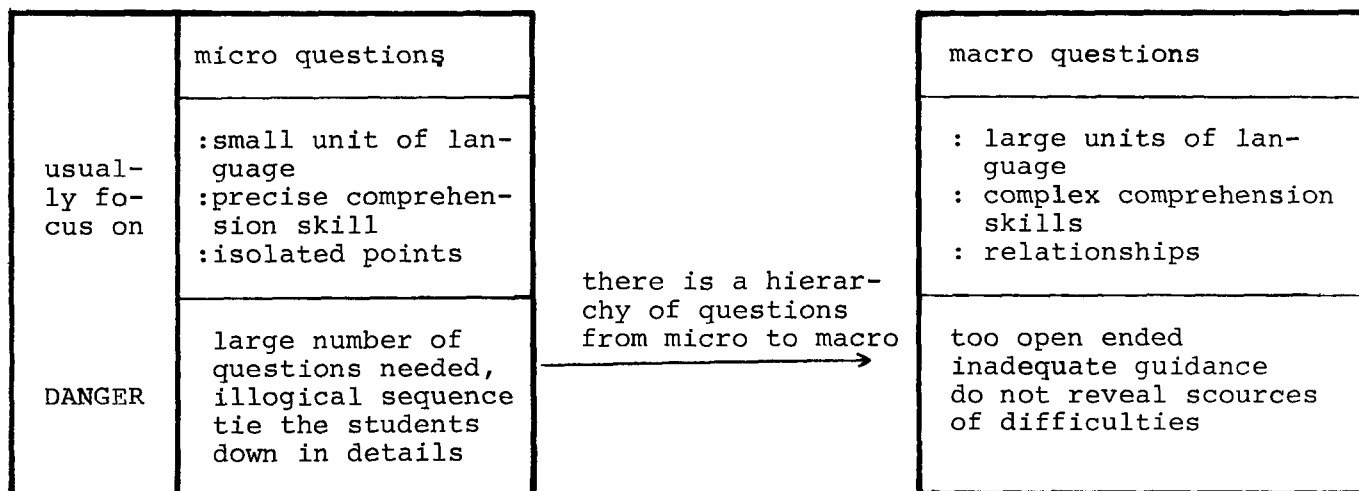 micro questions
usual-
ly fo-
cus on
:small unit of lan-
guage
:precise comprehen-
sion skill
:isolated points
DANGER
large number of
questions needed,
illogical sequence
tie the students
down in details
there is a hierar-
chy of questions
from micro to macro
macro questions
: large units of lan-
guage
: complex comprehension
skills
: relationships
too open ended
inadequate guidance
do not reveal scources
of difficulties